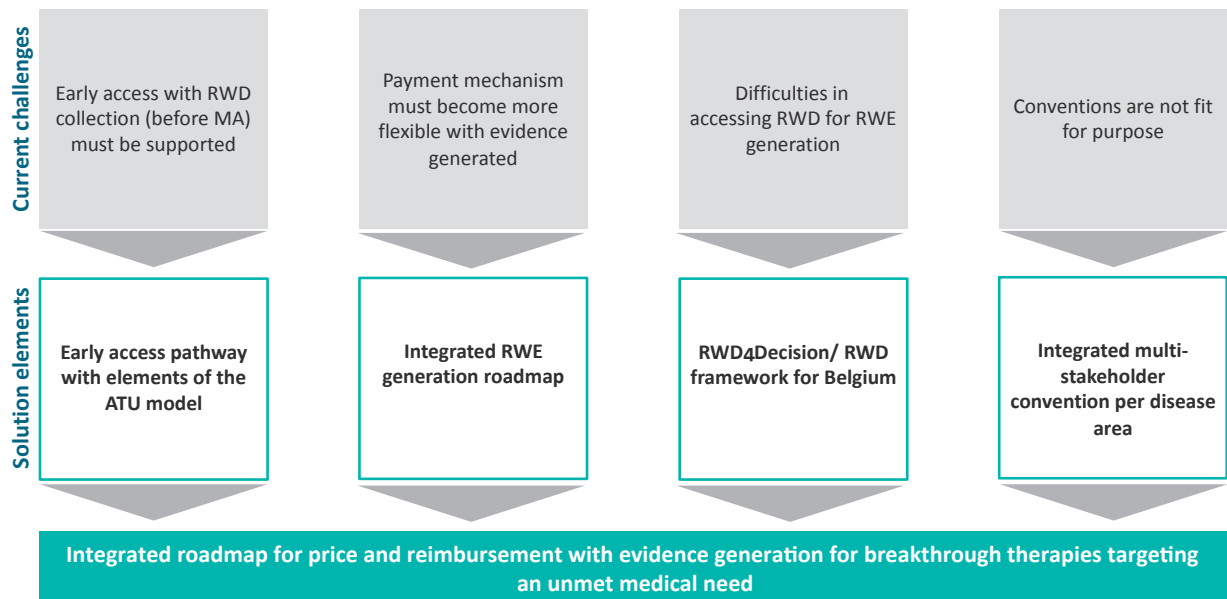 Current challenges
Early access with RWD
collection (before MA)
must be supported
Payment mechanism
must become more
flexible with evidence
generated
Difficulties in
accessing RWD for RWE
generation
Conventions are not fit
for purpose
Solution elements
Early access pathway
with elements of the
ATU model
Integrated RWE
generation roadmap
RWD4Decision/ RWD
framework for Belgium
Integrated multi-
stakeholder
convention per disease
area
Integrated roadmap for price and reimbursement with evidence generation for breakthrough therapies targeting
an unmet medical need